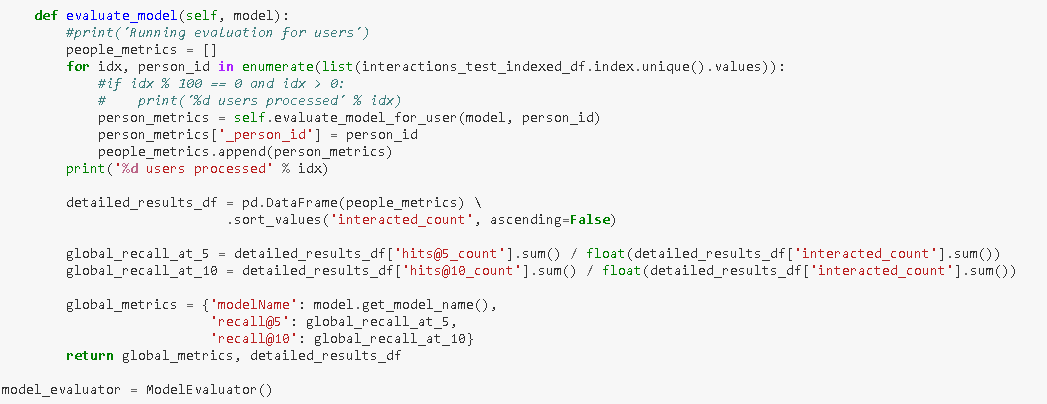 def evaluate_model(self, model):
        #print('Running evaluation for users')
        people_metrics = []
        for idx, person_id in enumerate(list(interactions_test_indexed_df.index.unique().values)):
            #if idx % 100 == 0 and idx > 0:
            #    print('%d users processed' % idx)
            person_metrics = self.evaluate_model_for_user(model, person_id)
            person_metrics['_person_id'] = person_id
            people_metrics.append(person_metrics)
        print('%d users processed' % idx)

        detailed_results_df = pd.DataFrame(people_metrics) \
                            .sort_values('interacted_count', ascending=False)

        global_recall_at_5 = detailed_results_df['hits@5_count'].sum() / float(detailed_results_df['interacted_count'].sum())
        global_recall_at_10 = detailed_results_df['hits@10_count'].sum() / float(detailed_results_df['interacted_count'].sum())

        global_metrics = {'modelName': model.get_model_name(),
                          'recall@5': global_recall_at_5,
                          'recall@10': global_recall_at_10}
        return global_metrics, detailed_results_df

model_evaluator = ModelEvaluator()